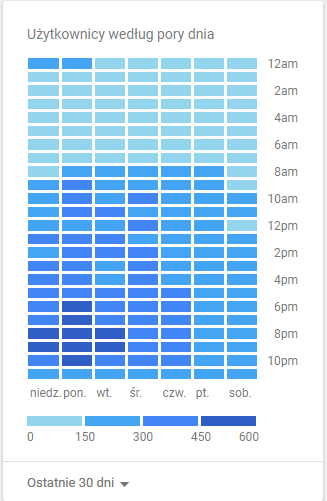 Użytkownicy według pory dnia
12am
2am
4am
6am
8am
10am
12pm
2pm
4pm
6pm
8pm
10pm
niedz. pon. wt. śr. czw. pt. sob.
0 150 300 450 600
Ostatnie 30 dni